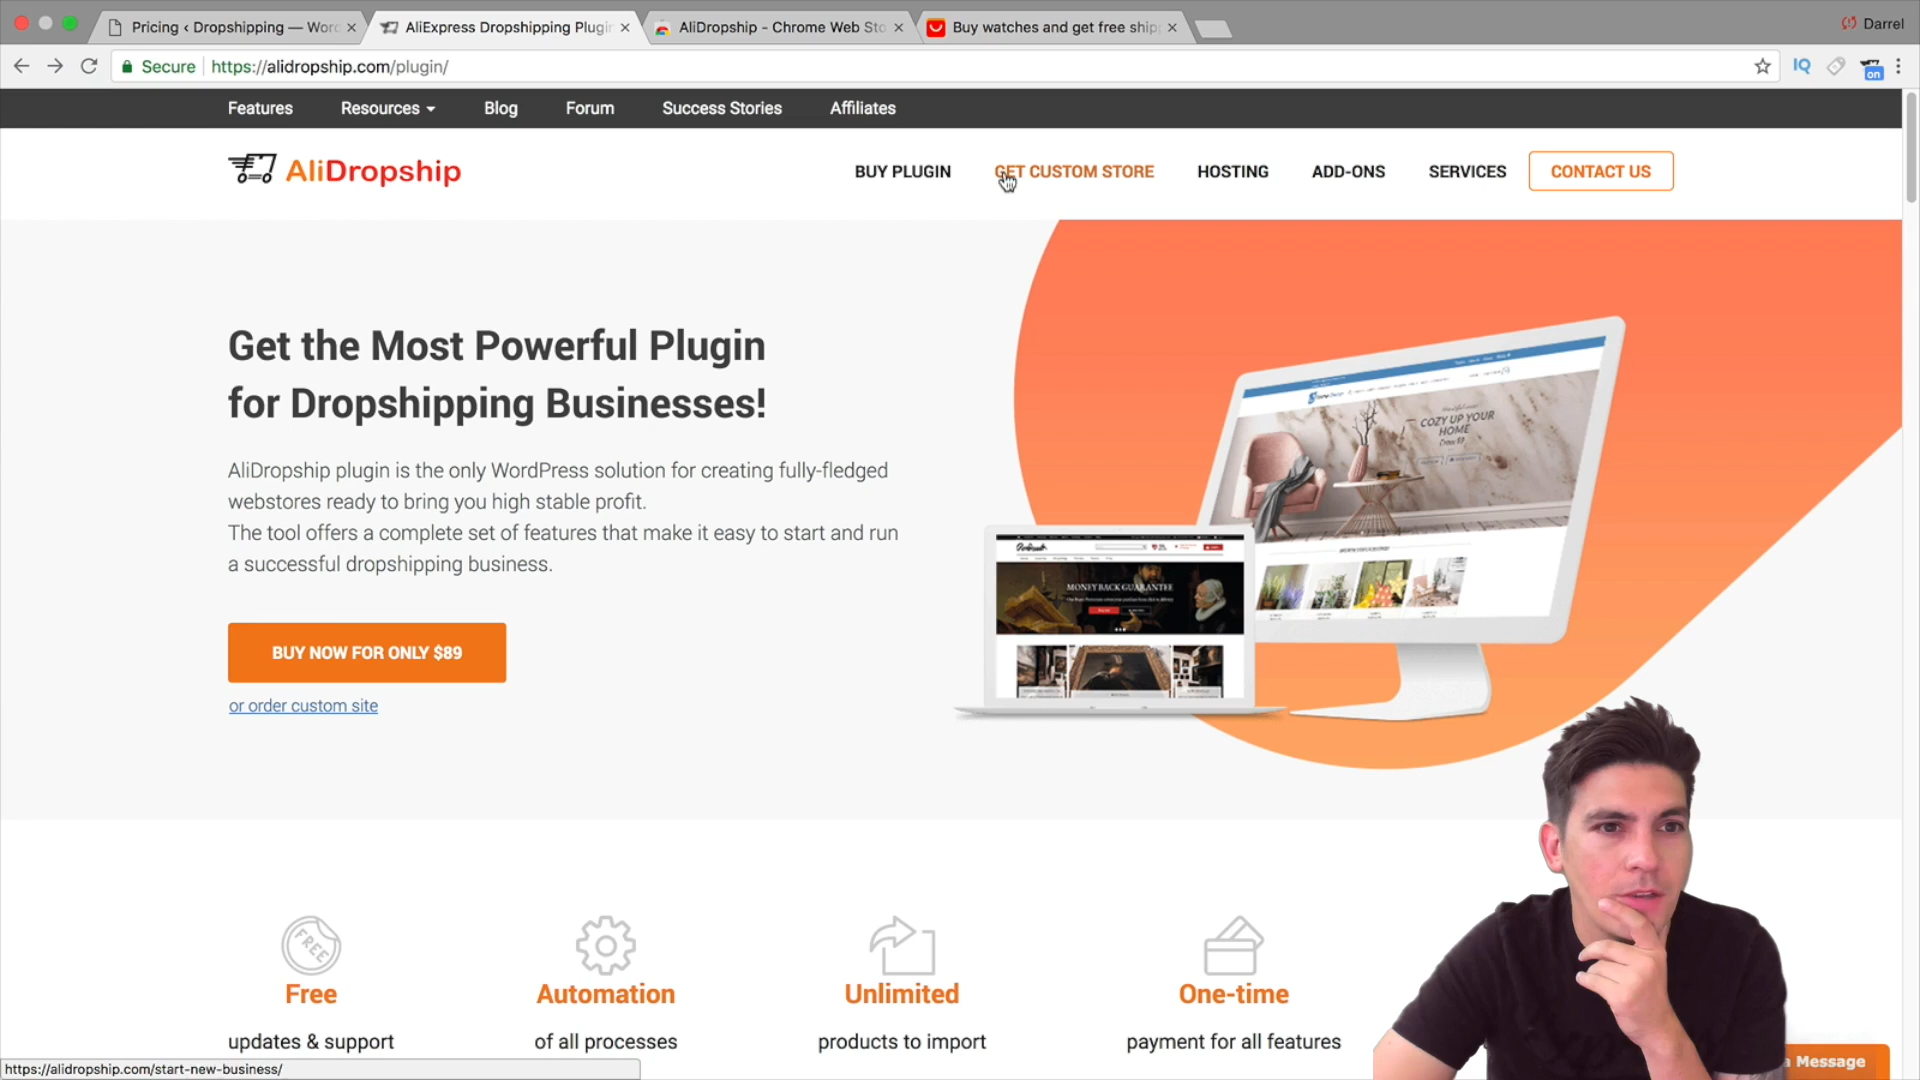 Pricing ‹ Dropshipping — Wor
AliExpress Dropshipping Plugin
AliDropship - Chrome Web Sto
Buy watches and get free ship
Darrel
Secure
https://alidropship.com/plugin/
IQ
on
Features
Resources
Blog
Forum
Success Stories
Affiliates
AliDropship
BUY PLUGIN
GET CUSTOM STORE
HOSTING
ADD-ONS
SERVICES
CONTACT US
Get the Most Powerful Plugin
for Dropshipping Businesses!
AliDropship plugin is the only WordPress solution for creating fully-fledged
webstores ready to bring you high stable profit.
The tool offers a complete set of features that make it easy to start and run
a successful dropshipping business.
BUY NOW FOR ONLY $89
or order custom site
COZY UP YOUR
HOME
MONEY BACK GUARANTEE
FREE
Free
updates & support
Automation
of all processes
Unlimited
products to import
One-time
payment for all features
a Message
https://alidropship.com/start-new-business/